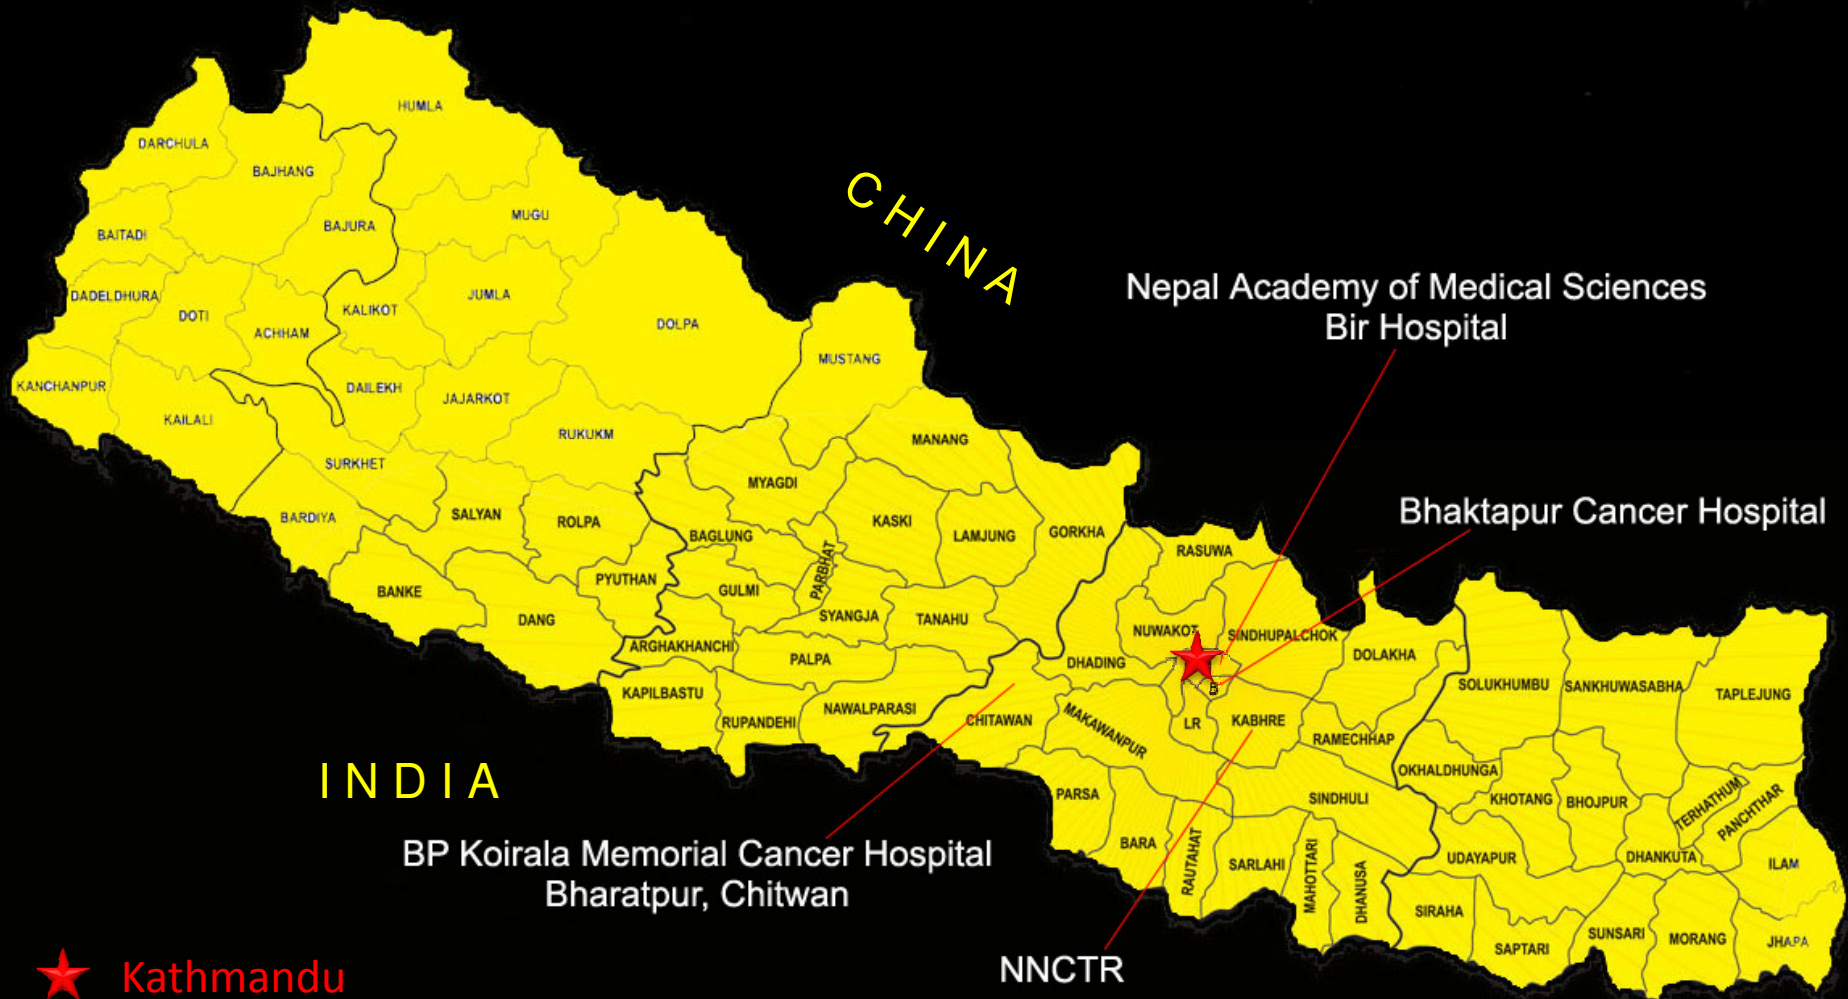 HUMLA
DARCHULA
BAJHANG
MUGU
BAJURA
BAITADI
CHINA
DADELDHURA
DOTI
ACHHAM
KALIKOT
JUMLA
DOLPA
MUSTANG
Nepal Academy of Medical Sciences
Bir Hospital
KANCHANPUR
KAILALI
DAILEKH
JAJARKOT
RUKUKM
MANANG
SURKHET
MYAGDI
BARDIYA
SALYAN
ROLPA
BAGLUNG
KASKI
LAMJUNG
GORKHA
Bhaktapur Cancer Hospital
RASUWA
BANKE
PYUTHAN
GULMI
PARBHAT
DANG
SYANGJA
TANAHU
NUWAKOT
SINDHUPALCHOK
ARGHAKHANCHI
PALPA
DHADING
DOLAKHA
KAPILBASTU
B
SOLUKHUMBU
SANKHUWASABHA
TAPLEJUNG
RUPANDEHI
NAWALPARASI
CHITAWAN
MAKAWANPUR
LR
KABHRE
RAMECHHAP
INDIA
OKHALDHUNGA
PARSA
SINDHULI
KHOTANG
BHOJPUR
TERHATHUM
PANCHTHAR
BP Koirala Memorial Cancer Hospital
Bharatpur, Chitwan
BARA
RAUTAHAT
SARLAHI
MAHOTTARI
DHANUSA
UDAYAPUR
DHANKUTA
ILAM
SIRAHA
SAPTARI
SUNSARI
MORANG
JHAPA
NNCTR
Kathmandu